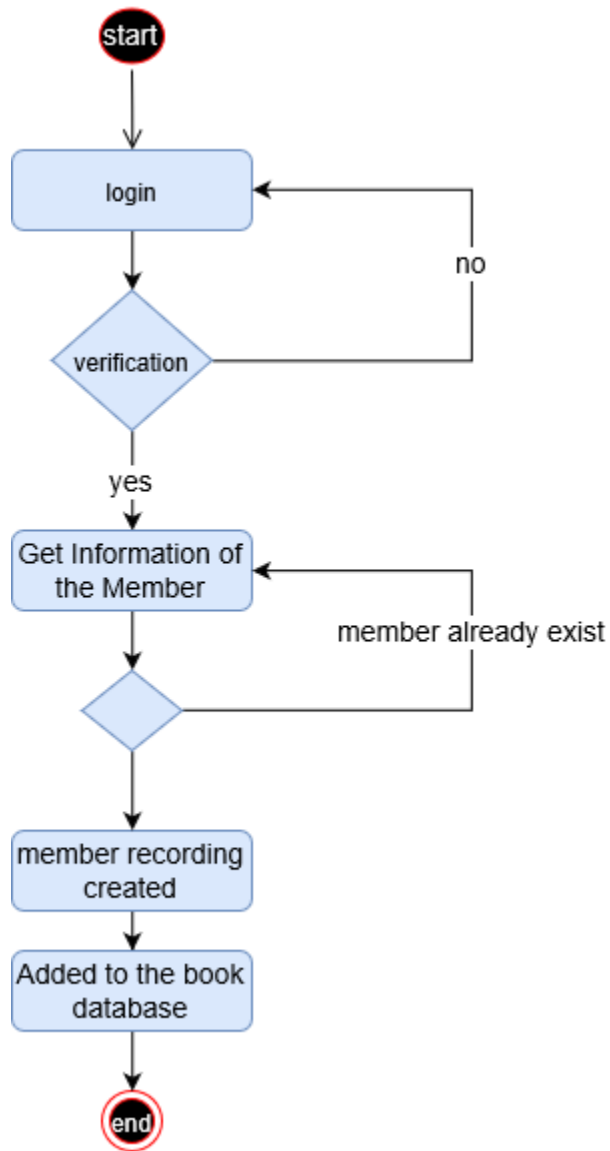 start
login
no
verification
yes
Get Information of
the Member
member already exist
member recording
created
Added to the book
database
end